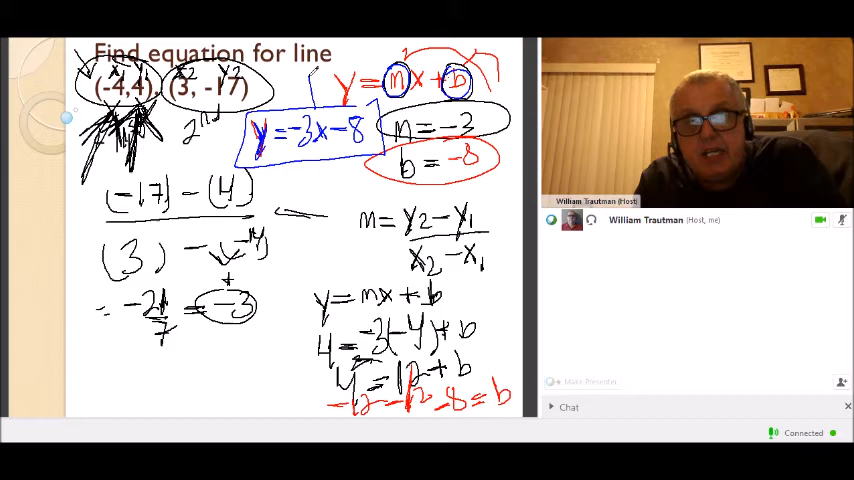 Find equation for line
x1 y1 x2 y2
(-4,4), (3, -17)
2nd
y = mx + b
y = -3x - 8
m = -3
b = -8
(-17) - (4)
(3) - (-4)
+
= -21/7 = -3
m = y2 - y1
x2 - x1
y = mx + b
4 = -3(-4) + b
4 = 12 + b
-12 -12 -8 = b
William Trautman (Host)
William Trautman (Host, me)
Make Presenter
Chat
Connected